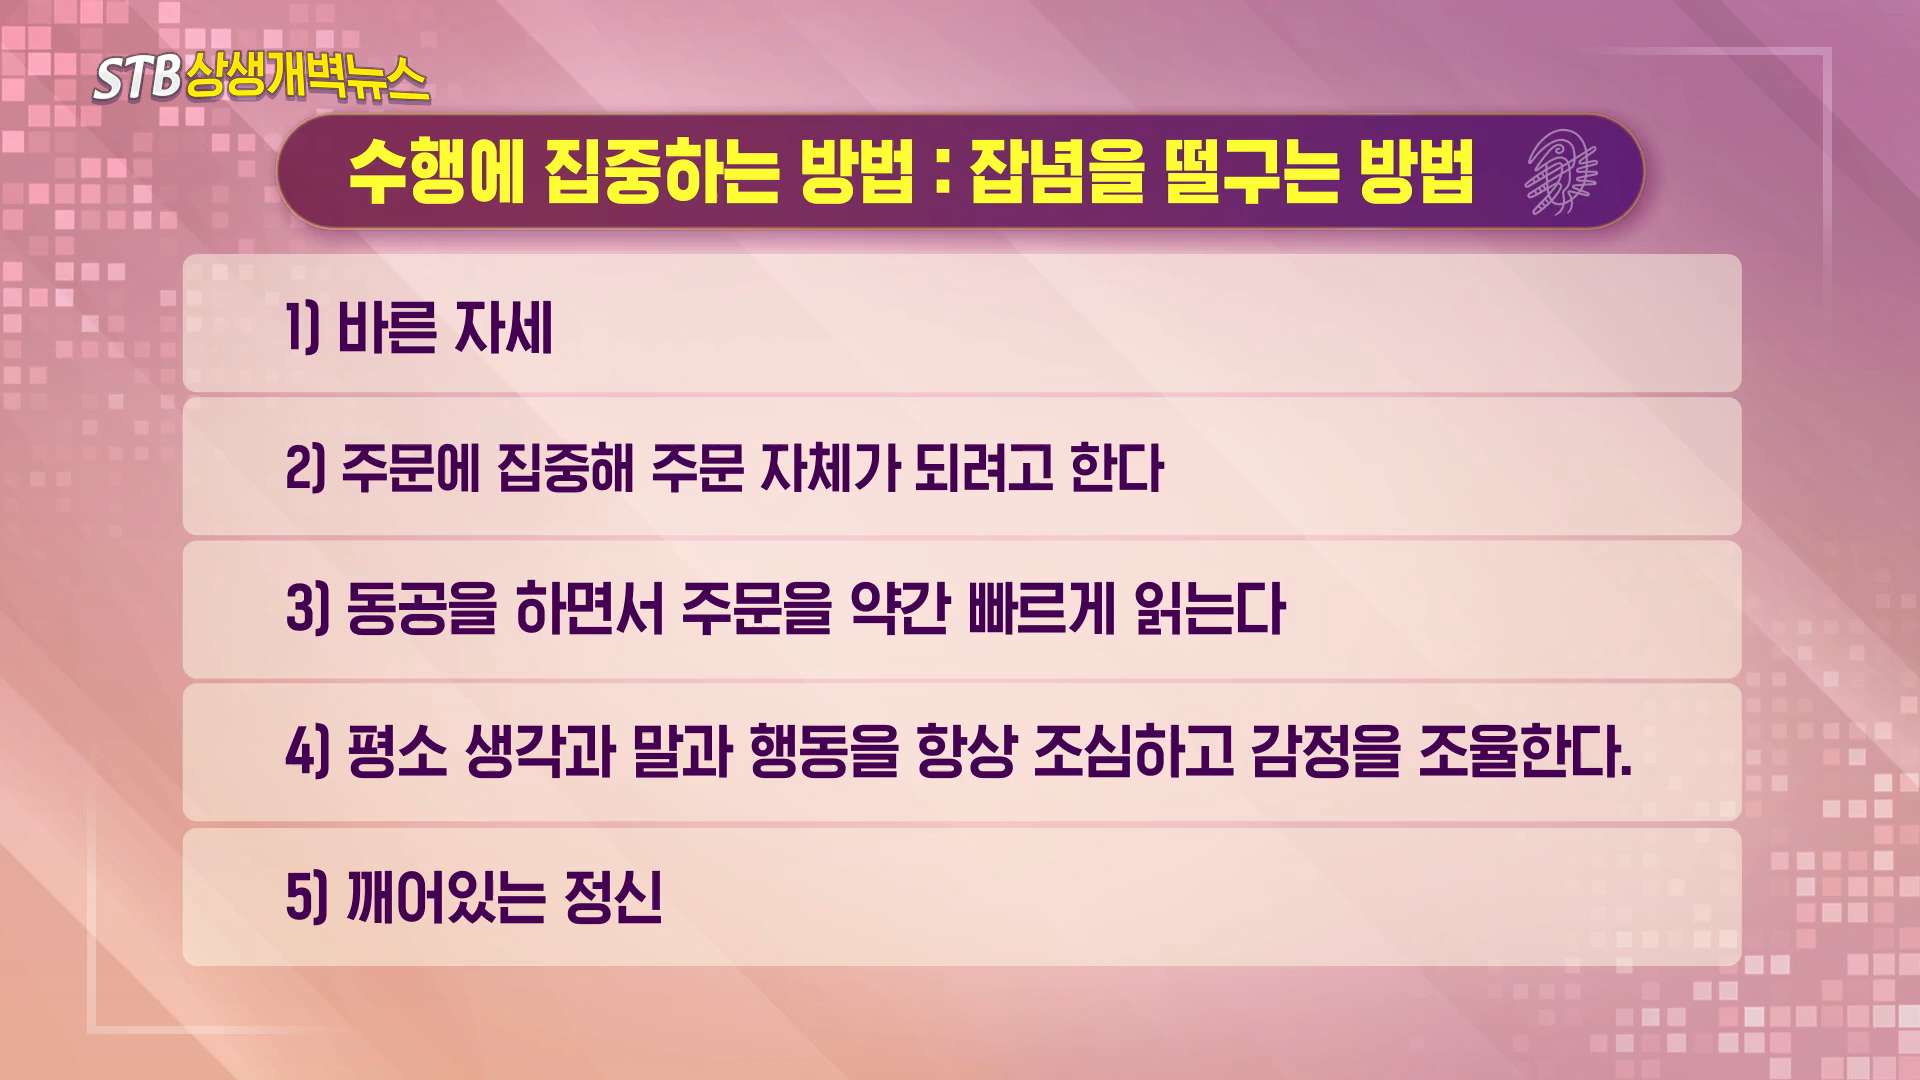 STB상생개벽뉴스
수행에 집중하는 방법 : 잡념을 떨구는 방법
1) 바른 자세
2) 주문에 집중해 주문 자체가 되려고 한다
3) 동공을 하면서 주문을 약간 빠르게 읽는다
4) 평소 생각과 말과 행동을 항상 조심하고 감정을 조율한다.
5) 깨어있는 정신